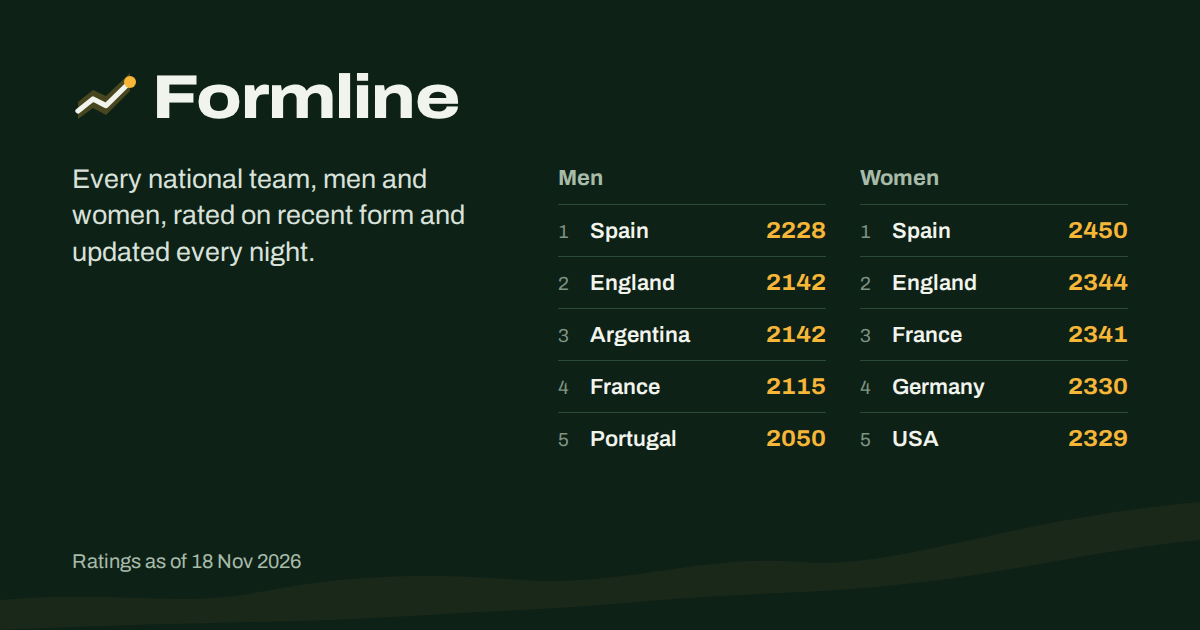 Formline
Every national team, men and
women, rated on recent form and
updated every night.
Men
1 Spain 2228
2 England 2142
3 Argentina 2142
4 France 2115
5 Portugal 2050
Women
1 Spain 2450
2 England 2344
3 France 2341
4 Germany 2330
5 USA 2329
Ratings as of 18 Nov 2026